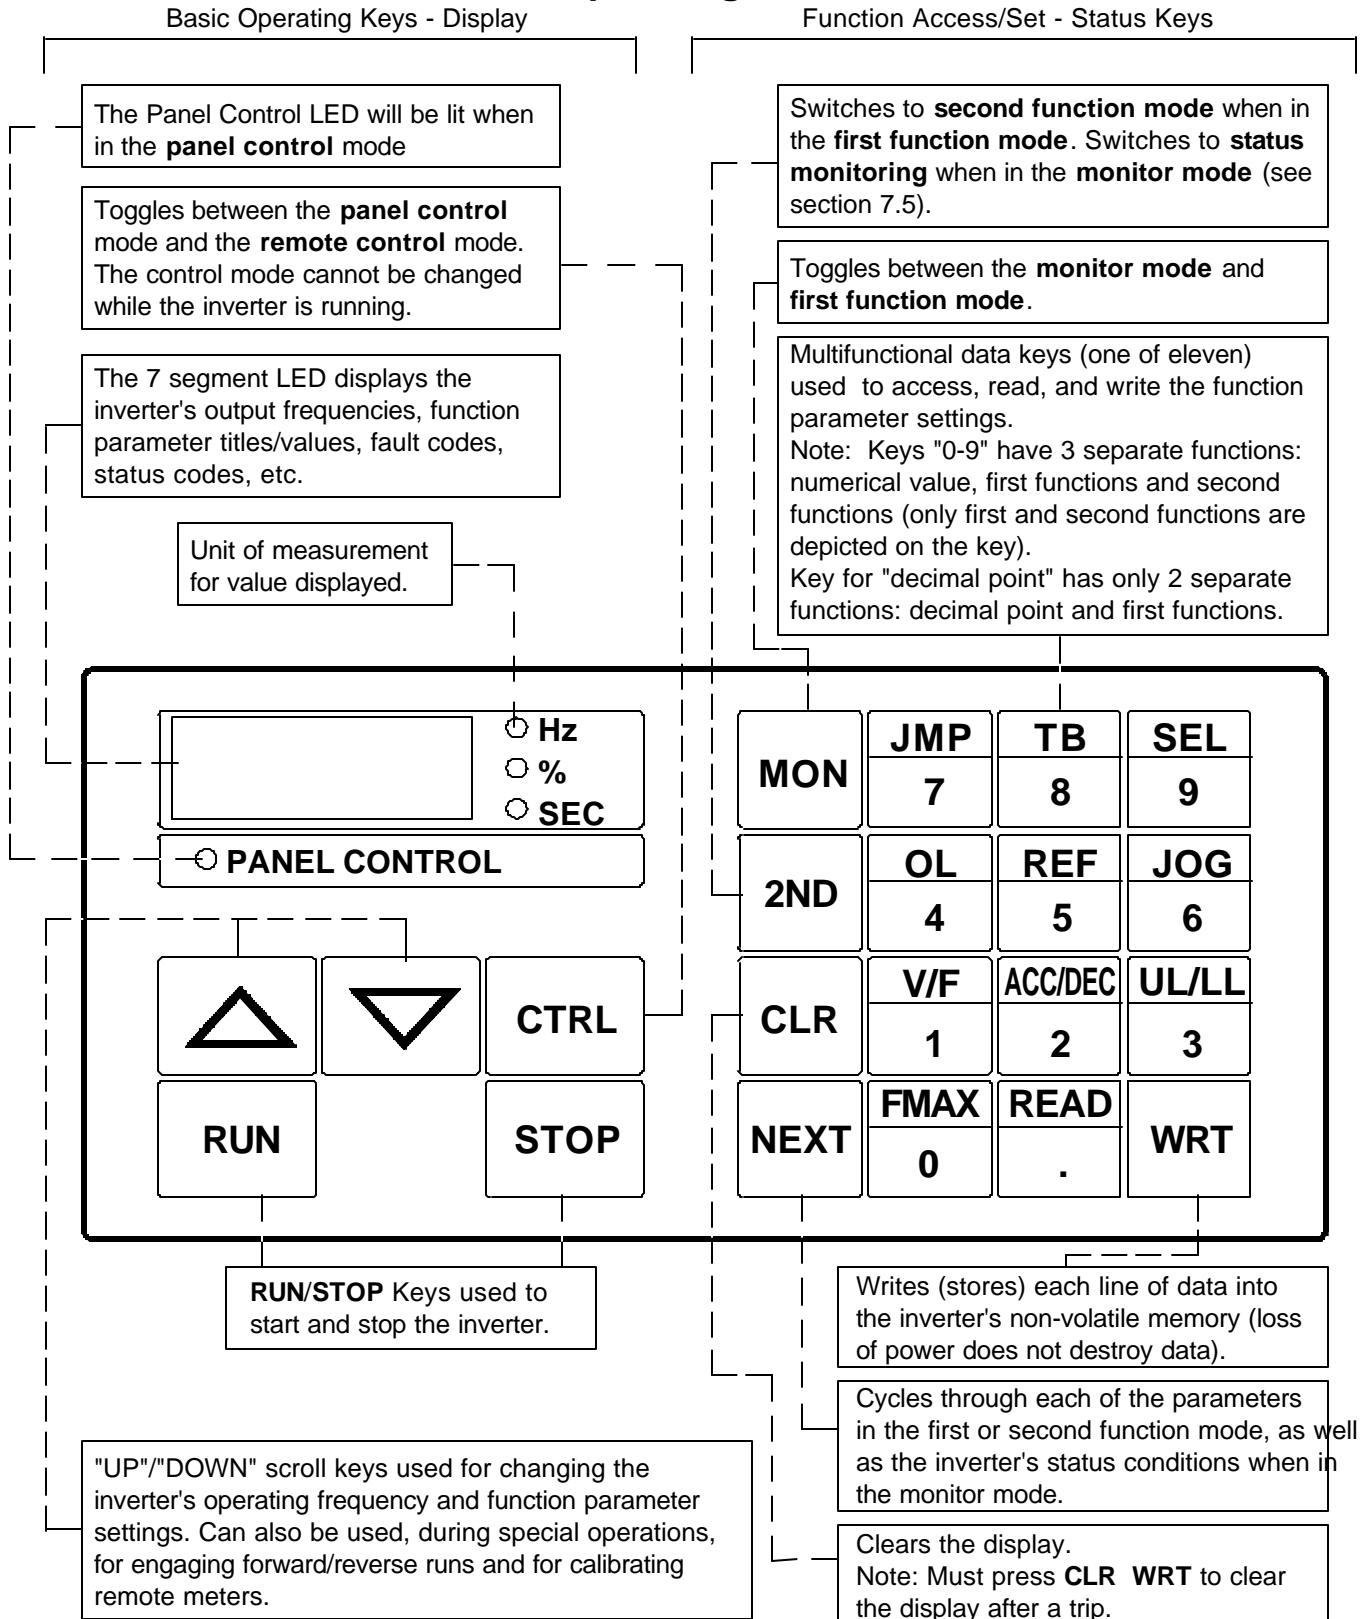 Basic Operating Keys - Display
Function Access/Set - Status Keys
The Panel Control LED will be lit when
in the panel control mode
Toggles between the panel control
mode and the remote control mode.
The control mode cannot be changed
while the inverter is running.
The 7 segment LED displays the
inverter's output frequencies, function
parameter titles/values, fault codes,
status codes, etc.
Unit of measurement
for value displayed.
Switches to second function mode when in
the first function mode. Switches to status
monitoring when in the monitor mode (see
section 7.5).
Toggles between the monitor mode and
first function mode.
Multifunctional data keys (one of eleven)
used to access, read, and write the function
parameter settings.
Note: Keys "0-9" have 3 separate functions:
numerical value, first functions and second
functions (only first and second functions are
depicted on the key).
Key for "decimal point" has only 2 separate
functions: decimal point and first functions.
Hz
%
SEC
PANEL CONTROL
CTRL
RUN
STOP
MON
JMP
7
TB
8
SEL
9
2ND
OL
4
REF
5
JOG
6
CLR
V/F
1
ACC/DEC
2
UL/LL
3
NEXT
FMAX
0
READ
.
WRT
RUN/STOP Keys used to
start and stop the inverter.
"UP"/"DOWN" scroll keys used for changing the
inverter's operating frequency and function parameter
settings. Can also be used, during special operations,
for engaging forward/reverse runs and for calibrating
remote meters.
Writes (stores) each line of data into
the inverter's non-volatile memory (loss
of power does not destroy data).
Cycles through each of the parameters
in the first or second function mode, as well
as the inverter's status conditions when in
the monitor mode.
Clears the display.
Note: Must press CLR WRT to clear
the display after a trip.